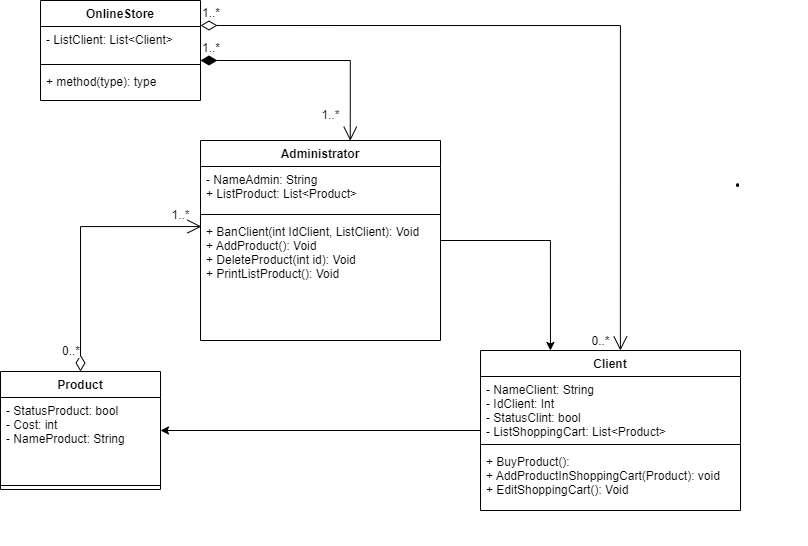 OnlineStore
- ListClient: List<Client>
+ method(type): type
1..*
1..*
1..*
Administrator
- NameAdmin: String
+ ListProduct: List<Product>
+ BanClient(int IdClient, ListClient): Void
+ AddProduct(): Void
+ DeleteProduct(int id): Void
+ PrintListProduct(): Void
1..*
0..*
0..*
Product
- StatusProduct: bool
- Cost: int
- NameProduct: String
Client
- NameClient: String
- IdClient: Int
- StatusClint: bool
- ListShoppingCart: List<Product>
+ BuyProduct():
+ AddProductInShoppingCart(Product): void
+ EditShoppingCart(): Void